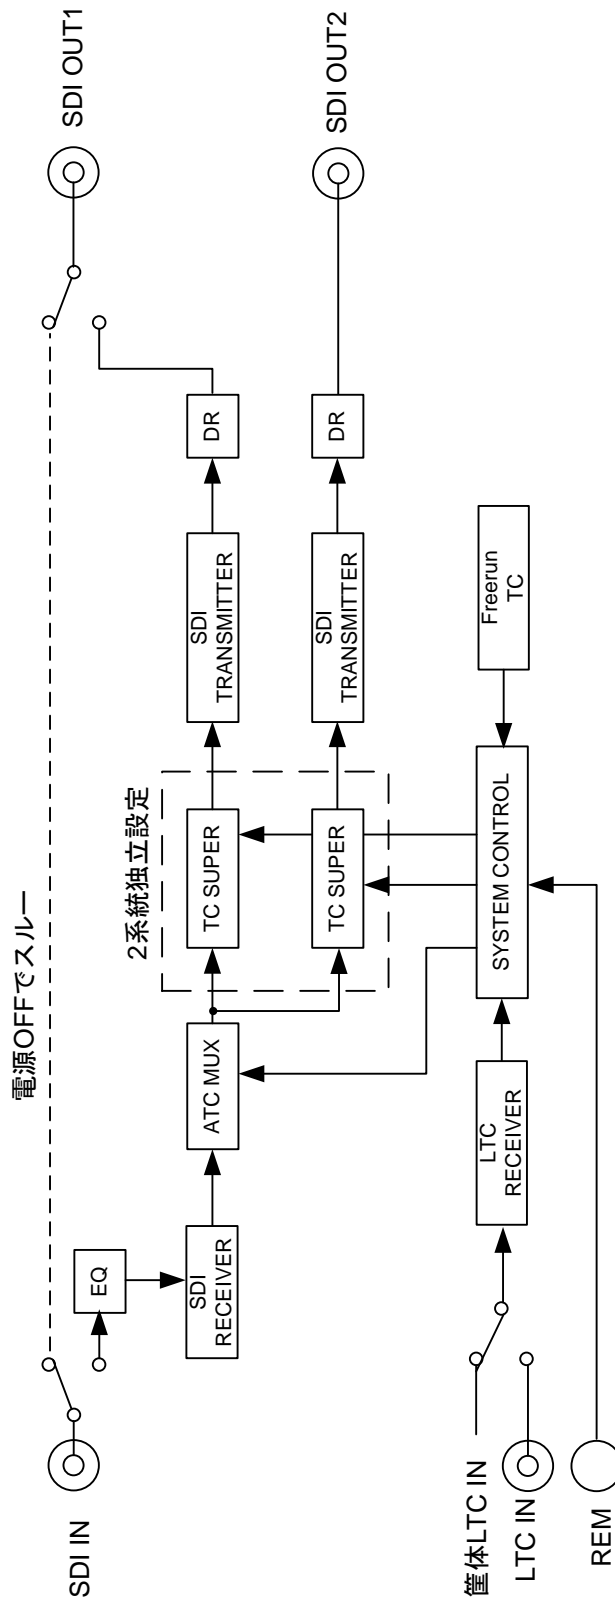 電源OFFでスルー
SDI IN
EQ
SDI
RECEIVER
ATC MUX
2系統独立設定
TC SUPER
TC SUPER
SDI
TRANSMITTER
SDI
TRANSMITTER
DR
DR
SDI OUT1
SDI OUT2
筐体LTC IN
LTC IN
REM
LTC
RECEIVER
SYSTEM CONTROL
Freerun
TC